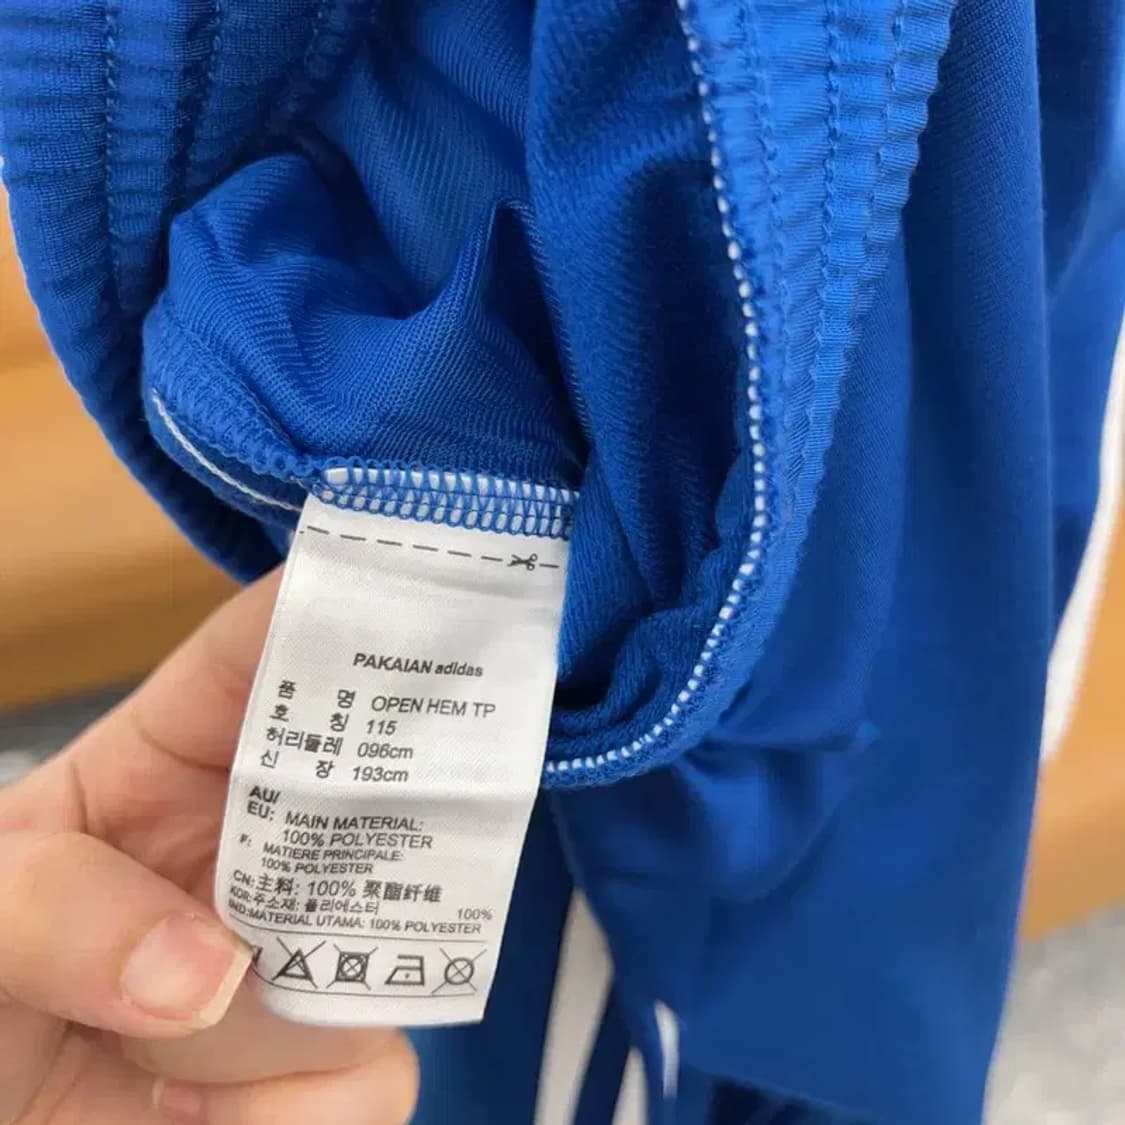 PAKAIAN adidas
품 명 OPEN HEM TP
호 칭 115
허리둘레 096cm
신 장 193cm
AU/
EU: MAIN MATERIAL:
100% POLYESTER
F: MATIERE PRINCIPALE:
100% POLYESTER
CN:主料: 100% 聚酯纤维
KOR:주소재: 폴리에스터 100%
IND:MATERIAL UTAMA: 100% POLYESTER